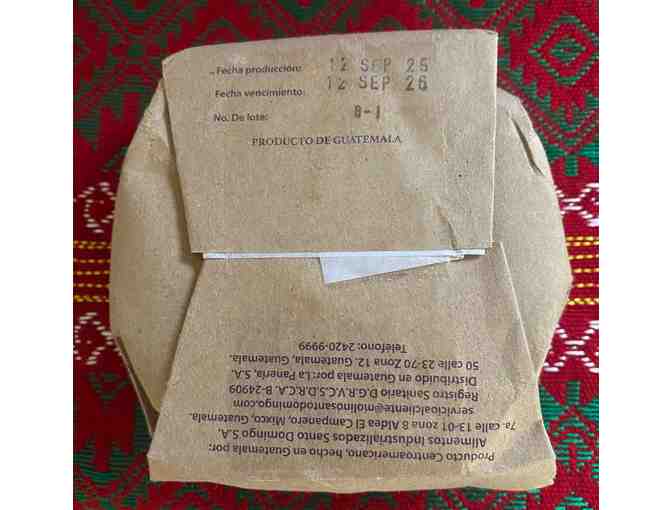 Fecha producción: 12 SEP 25
Fecha vencimiento: 12 SEP 26
No. De lote: 8-1
PRODUCTO DE GUATEMALA
Producto Centroamericano, hecho en Guatemala por:
Alimentos Industrializados Santo Domingo S.A.
7a. calle 13-01 zona 8 Aldea El Campanero, Mixco, Guatemala.
servicioalcliente@molinosantodomingo.com
Registro Sanitario D.G.R.V.C.S.D.R.C.A. B-24909
Distribuido en Guatemala por: La Panería, S.A.
50 calle 23-70 Zona 12. Guatemala, Guatemala.
Teléfono: 2420-9999